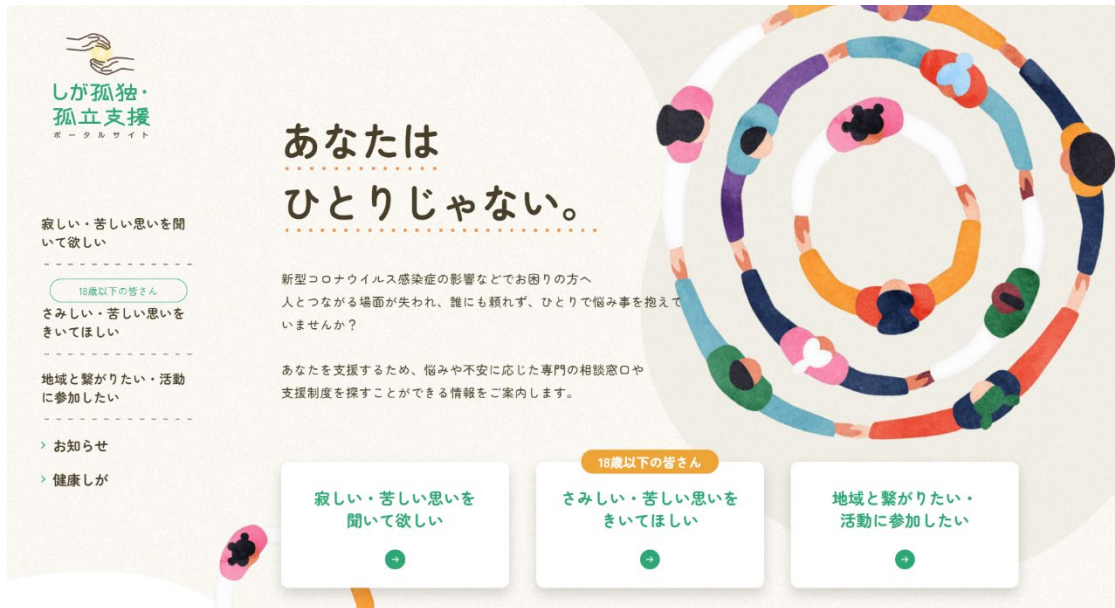 しが孤独・
孤立支援
ポータルサイト
寂しい・苦しい思いを聞
いて欲しい
18歳以下の皆さん
さみしい・苦しい思いを
きいてほしい
地域と繋がりたい・活動
に参加したい
お知らせ
健康しが
あなたは
ひとりじゃない。
新型コロナウイルス感染症の影響などでお困りの方へ
人とつながる場面が失われ、誰にも頼れず、ひとりで悩み事を抱えて
いませんか？
あなたを支援するため、悩みや不安に応じた専門の相談窓口や
支援制度を探すことができる情報をご案内します。
寂しい・苦しい思いを
聞いて欲しい
18歳以下の皆さん
さみしい・苦しい思いを
きいてほしい
地域と繋がりたい・
活動に参加したい